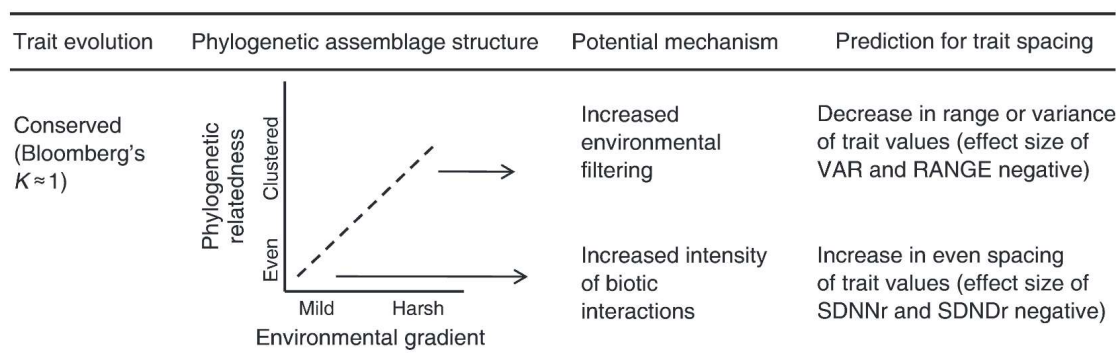 Trait evolution
Phylogenetic assemblage structure
Potential mechanism
Prediction for trait spacing
Conserved
(Bloomberg's
K≈1)
Phylogenetic
relatedness
Clustered
Even
Mild
Harsh
Environmental gradient
Increased
environmental
filtering
Decrease in range or variance
of trait values (effect size of
VAR and RANGE negative)
Increased intensity
of biotic
interactions
Increase in even spacing
of trait values (effect size of
SDNNr and SDNDr negative)